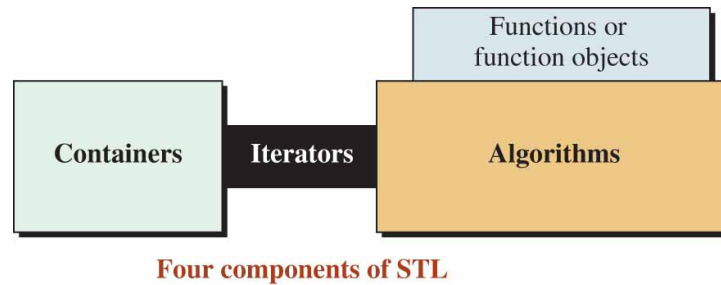 Functions or
function objects
Containers
Iterators
Algorithms
Four components of STL